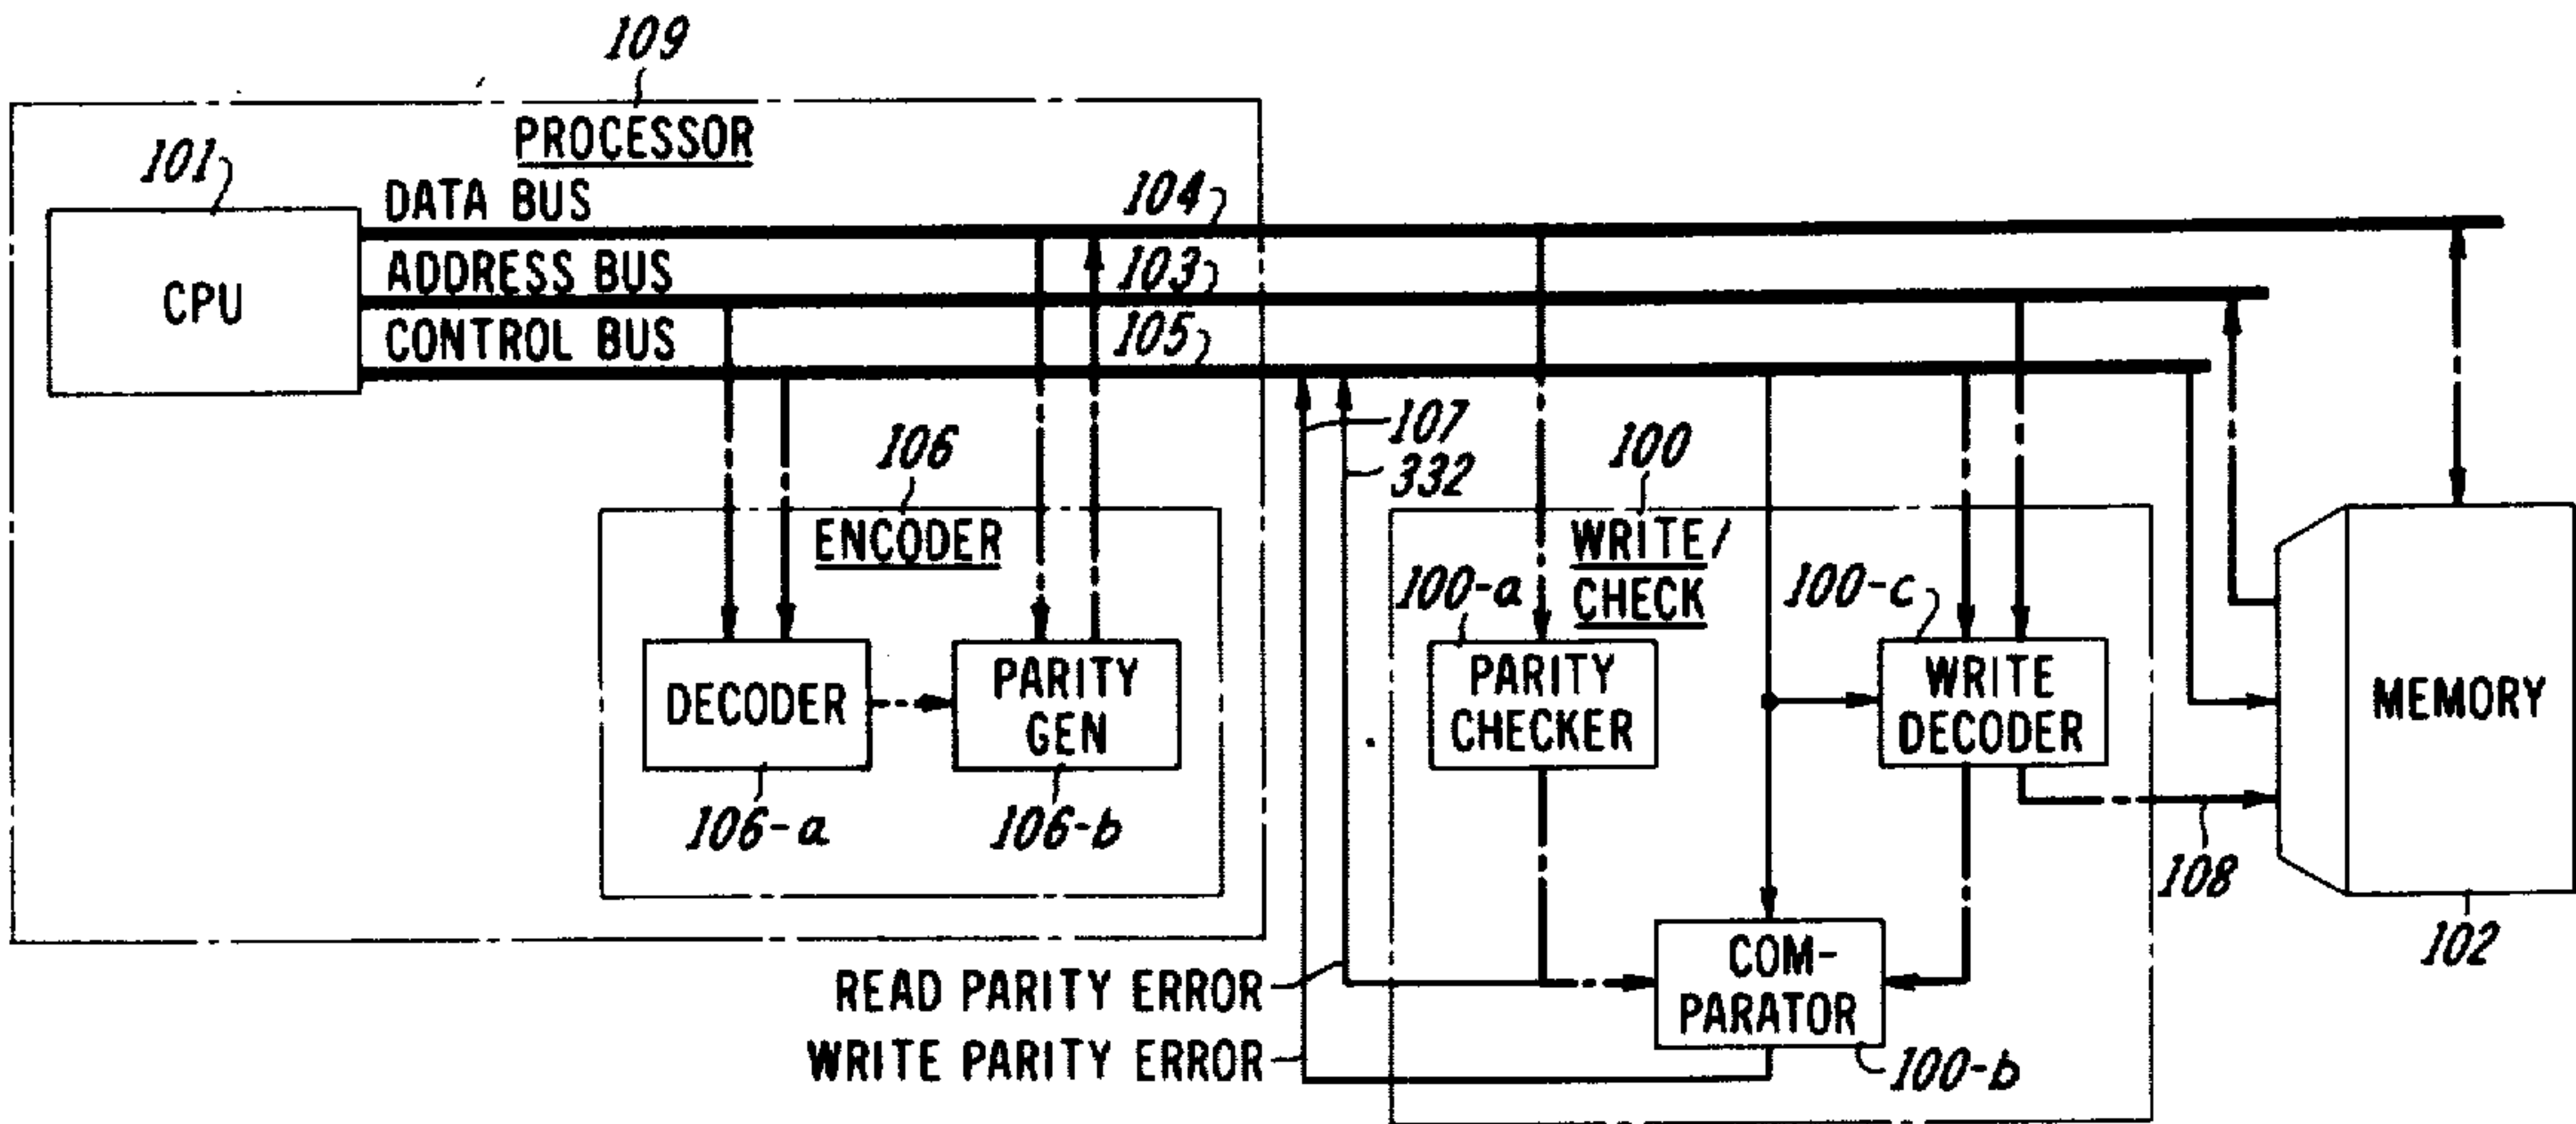 109
PROCESSOR
101
DATA BUS
104
CPU
ADDRESS BUS
103
CONTROL BUS
105
107
332
106
ENCODER
100
WRITE/
CHECK
100-a
100-c
DECODER
PARITY
GEN
PARITY
CHECKER
WRITE
DECODER
MEMORY
106-a
106-b
108
102
COM-
PARATOR
READ PARITY ERROR
WRITE PARITY ERROR
100-b